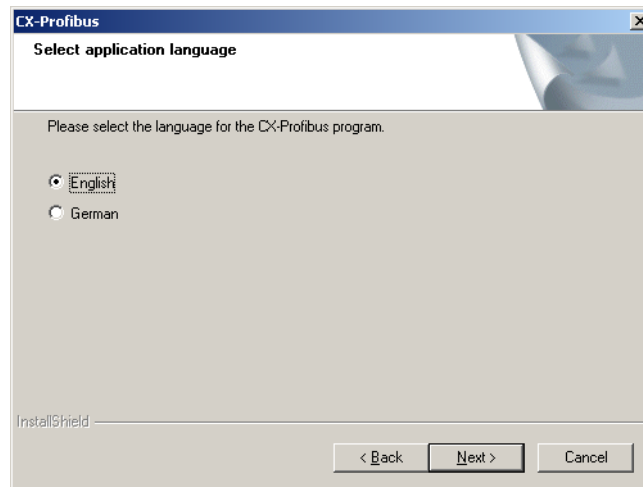 CX-Profibus
Select application language
Please select the language for the CX-Profibus program.
English
German
InstallShield
< Back
Next >
Cancel